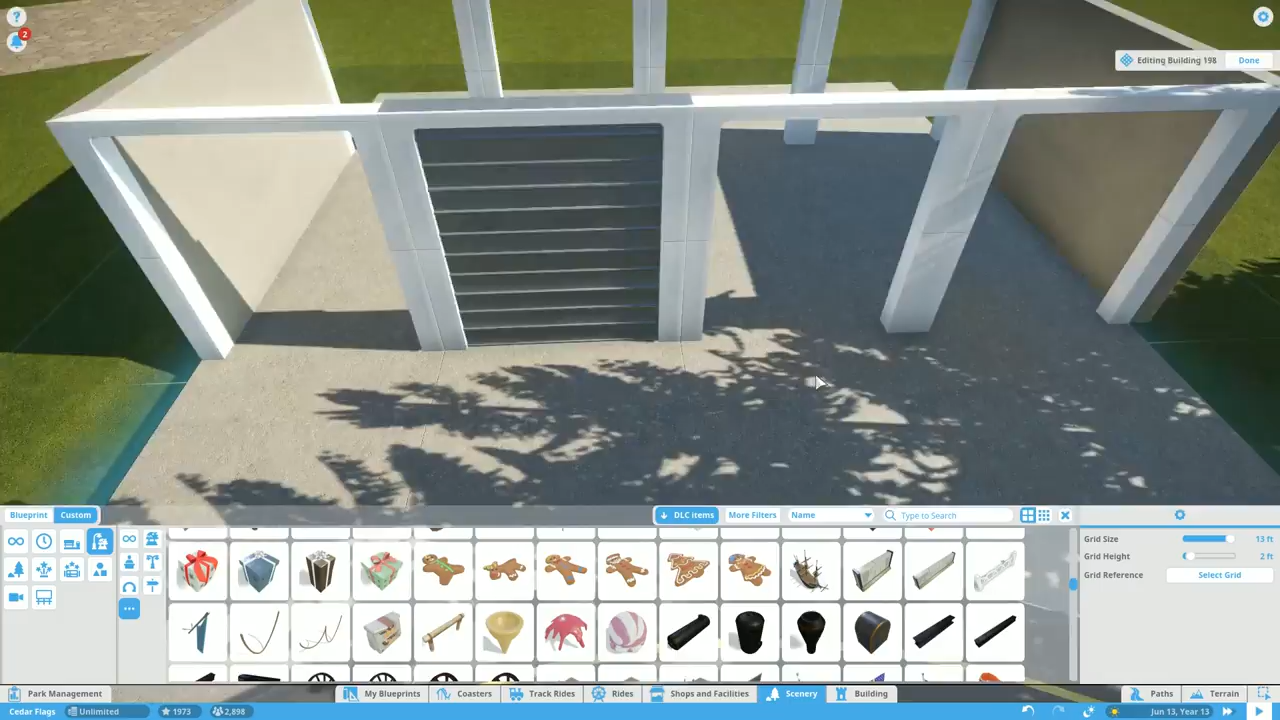 ?
2
Editing Building 198
Done
Blueprint
Custom
DLC items
More Filters
Name
Type to Search
Grid Size
13 ft
Grid Height
2 ft
Grid Reference
Select Grid
Park Management
My Blueprints
Coasters
Track Rides
Rides
Shops and Facilities
Scenery
Building
Paths
Terrain
Cedar Flags
Unlimited
1973
2,898
Jun 13, Year 13